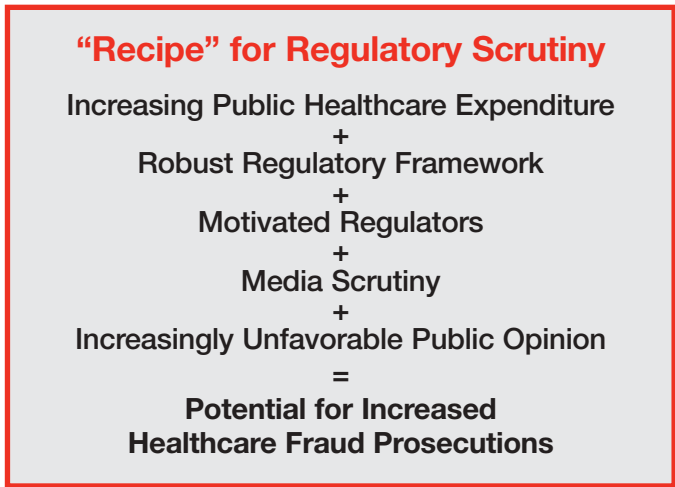 “Recipe” for Regulatory Scrutiny
Increasing Public Healthcare Expenditure
+
Robust Regulatory Framework
+
Motivated Regulators
+
Media Scrutiny
+
Increasingly Unfavorable Public Opinion
=
Potential for Increased
Healthcare Fraud Prosecutions